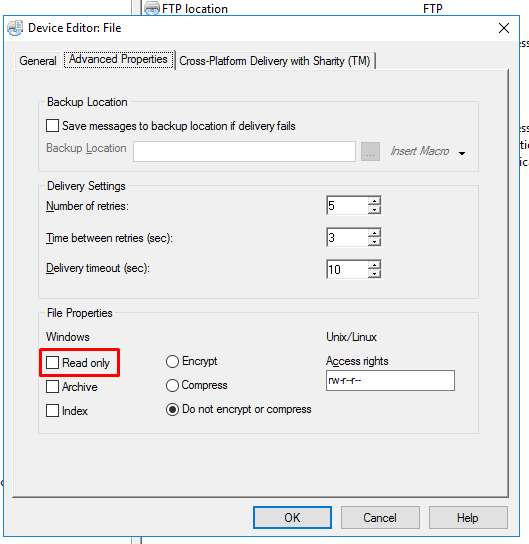 FTP location FTP
Device Editor: File
General Advanced Properties Cross-Platform Delivery with Sharity (TM)
Backup Location
Save messages to backup location if delivery fails
Backup Location ... Insert Macro
Delivery Settings
Number of retries: 5
Time between retries (sec): 3
Delivery timeout (sec): 10
File Properties
Windows Unix/Linux
Read only Encrypt Access rights
Archive Compress rw-r--r--
Index Do not encrypt or compress
OK Cancel Help